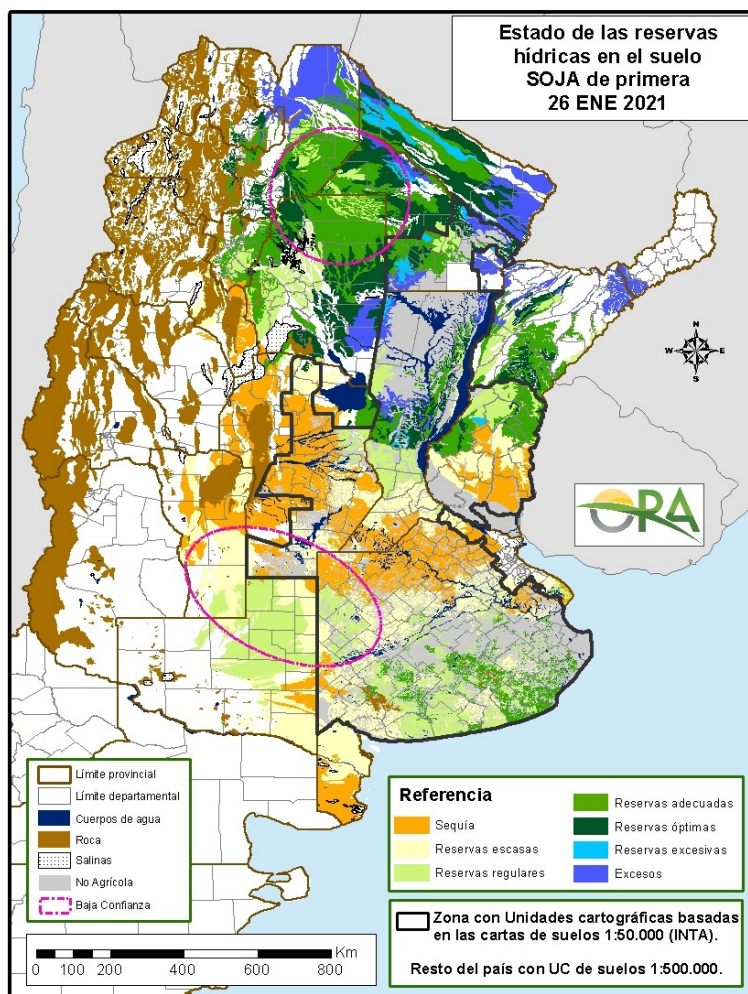 Estado de las reservas
hídricas en el suelo
SOJA de primera
26 ENE 2021
N
W
E
S
ORA
Límite provincial
Límite departamental
Cuerpos de agua
Roca
Salinas
No Agrícola
Baja Confianza
Referencia
Sequía
Reservas escasas
Reservas regulares
Reservas adecuadas
Reservas óptimas
Reservas excesivas
Excesos
Zona con Unidades cartográficas basadas
en las cartas de suelos 1:50.000 (INTA).
Resto del país con UC de suelos 1:500.000.
Km
0 50 100 200 400 600 800